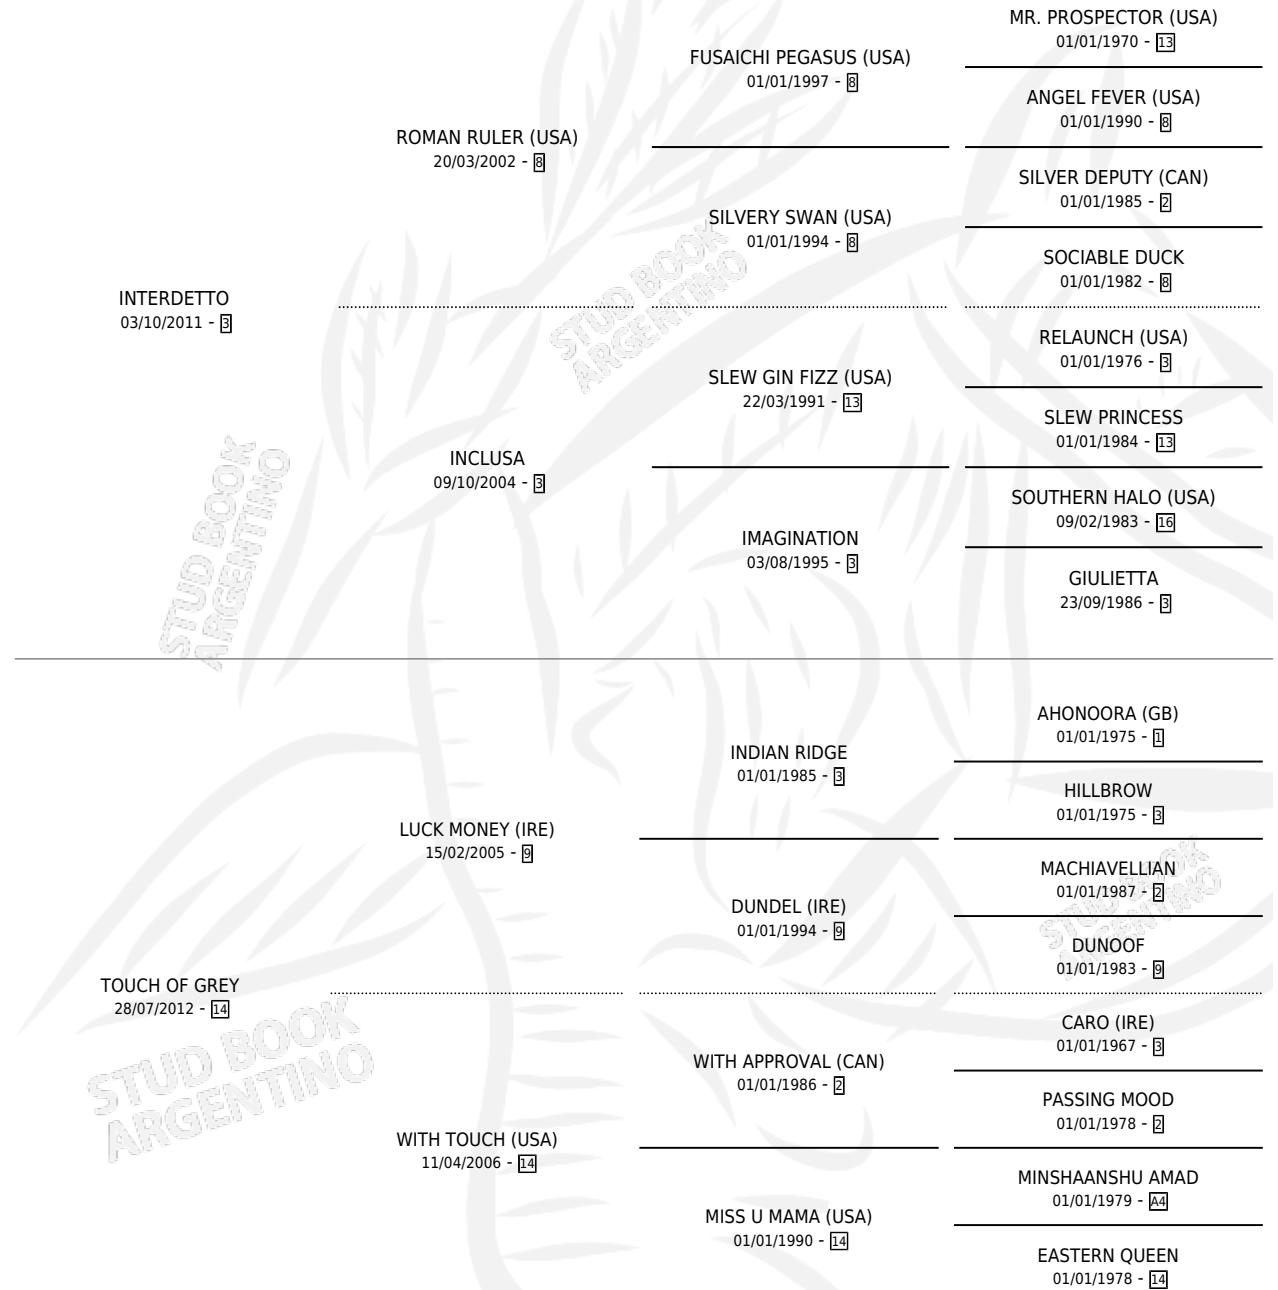 MR. PROSPECTOR (USA)
01/01/1970 - 13
FUSAICHI PEGASUS (USA)
01/01/1997 - 8
ANGEL FEVER (USA)
01/01/1990 - 8
ROMAN RULER (USA)
20/03/2002 - 8
SILVER DEPUTY (CAN)
01/01/1985 - 2
SILVERY SWAN (USA)
01/01/1994 - 8
SOCIABLE DUCK
01/01/1982 - 8
STUD BOOK
ARGENTINO
INTERDETTO
03/10/2011 - 3
RELAUNCH (USA)
01/01/1976 - 3
SLEW GIN FIZZ (USA)
22/03/1991 - 13
SLEW PRINCESS
01/01/1984 - 13
INCLUSA
09/10/2004 - 3
SOUTHERN HALO (USA)
09/02/1983 - 16
IMAGINATION
03/08/1995 - 3
GIULIETTA
23/09/1986 - 3
STUD BOOK
ARGENTINO
AHONOORA (GB)
01/01/1975 - 1
INDIAN RIDGE
01/01/1985 - 3
HILLBROW
01/01/1975 - 3
LUCK MONEY (IRE)
15/02/2005 - 9
MACHIAVELLIAN
01/01/1987 - 2
DUNDEL (IRE)
01/01/1994 - 9
DUNOOF
01/01/1983 - 9
STUD BOOK
ARGENTINO
TOUCH OF GREY
28/07/2012 - 14
CARO (IRE)
01/01/1967 - 3
WITH APPROVAL (CAN)
01/01/1986 - 2
PASSING MOOD
01/01/1978 - 2
STUD BOOK
ARGENTINO
WITH TOUCH (USA)
11/04/2006 - 14
MINSHAANSHU AMAD
01/01/1979 - A4
MISS U MAMA (USA)
01/01/1990 - 14
EASTERN QUEEN
01/01/1978 - 14